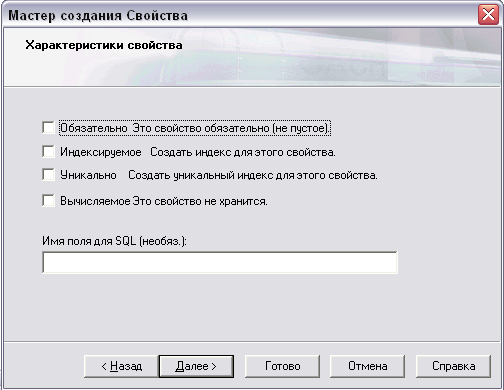 Мастер создания Свойства
Характеристики свойства
Обязательно Это свойство обязательно (не пустое).
Индексируемое Создать индекс для этого свойства.
Уникально Создать уникальный индекс для этого свойства.
Вычисляемое Это свойство не хранится.
Имя поля для SQL (необяз.):
< Назад Далее > Готово Отмена Справка